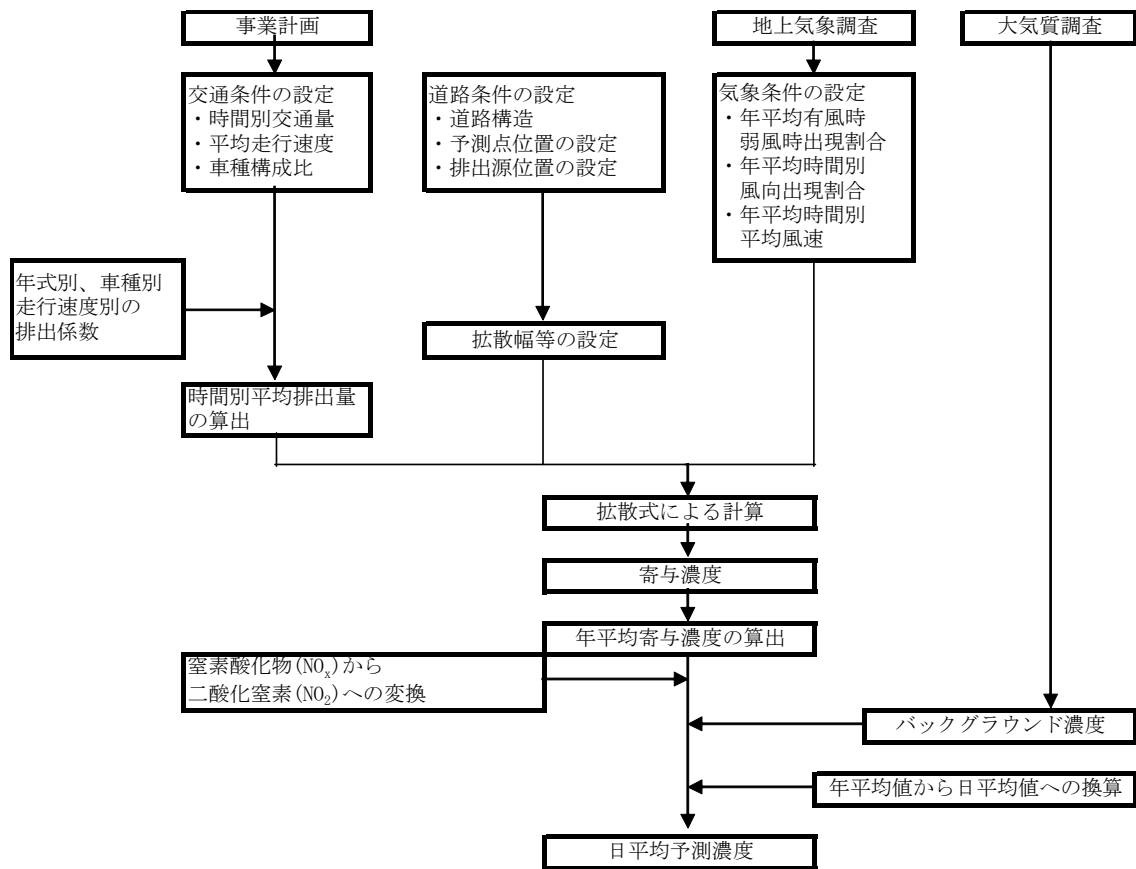 事業計画
地上気象調査
大気質調査
交通条件の設定
・時間別交通量
・平均走行速度
・車種構成比
道路条件の設定
・道路構造
・予測点位置の設定
・排出源位置の設定
気象条件の設定
・年平均有風時
弱風時出現割合
・年平均時間別
風向出現割合
・年平均時間別
平均風速
年式別、車種別
走行速度別の
排出係数
拡散幅等の設定
時間別平均排出量
の算出
拡散式による計算
寄与濃度
年平均寄与濃度の算出
窒素酸化物(NOx)から
二酸化窒素(NO2)への変換
バックグラウンド濃度
年平均値から日平均値への換算
日平均予測濃度